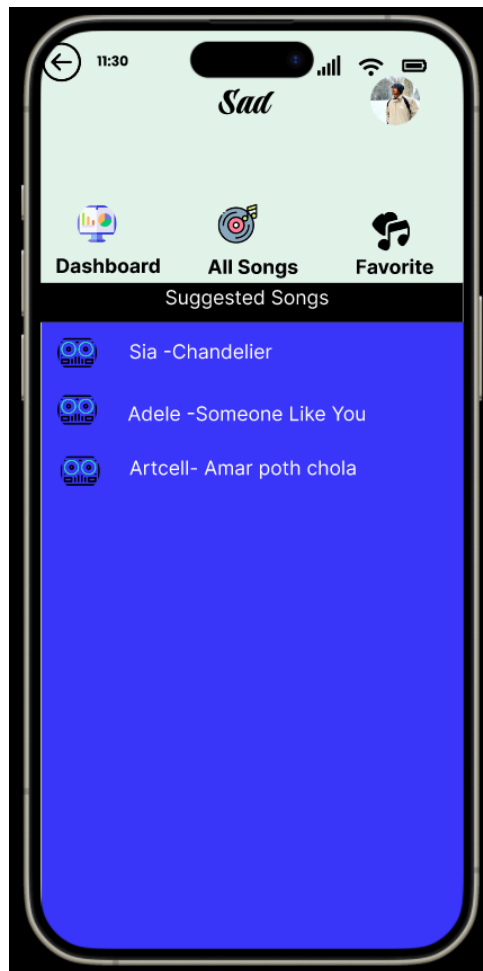 11:30
Sad
Dashboard All Songs Favorite
Suggested Songs
Sia -Chandelier
Adele -Someone Like You
Artcell- Amar poth chola